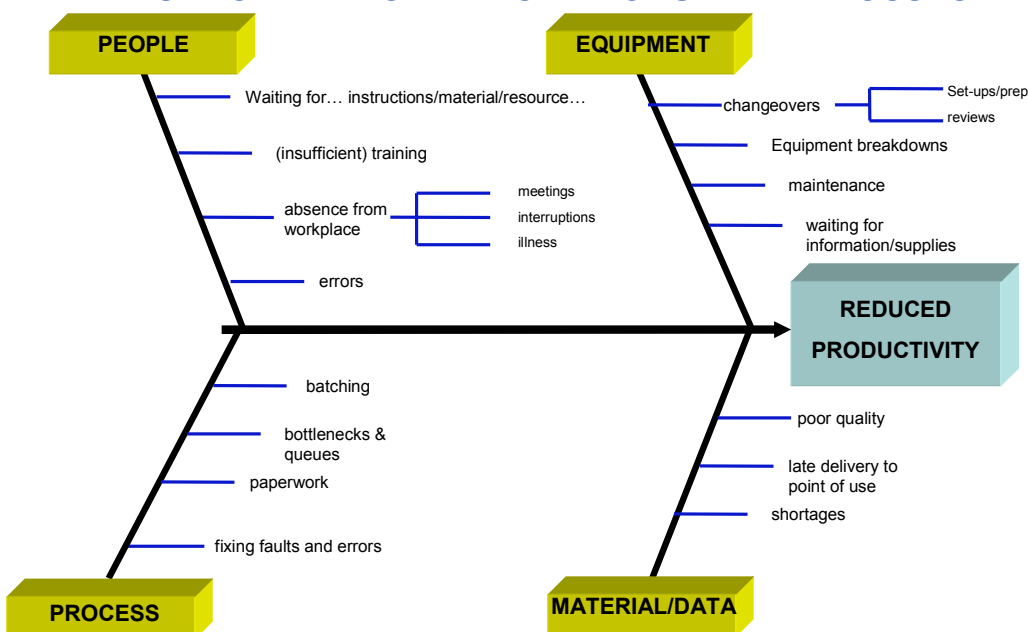 PEOPLE
Waiting for… instructions/material/resource…
(insufficient) training
absence from
workplace
meetings
interruptions
illness
errors
EQUIPMENT
changeovers
Set-ups/prep
reviews
Equipment breakdowns
maintenance
waiting for
information/supplies
REDUCED
PRODUCTIVITY
batching
bottlenecks &
queues
paperwork
fixing faults and errors
PROCESS
poor quality
late delivery to
point of use
shortages
MATERIAL/DATA